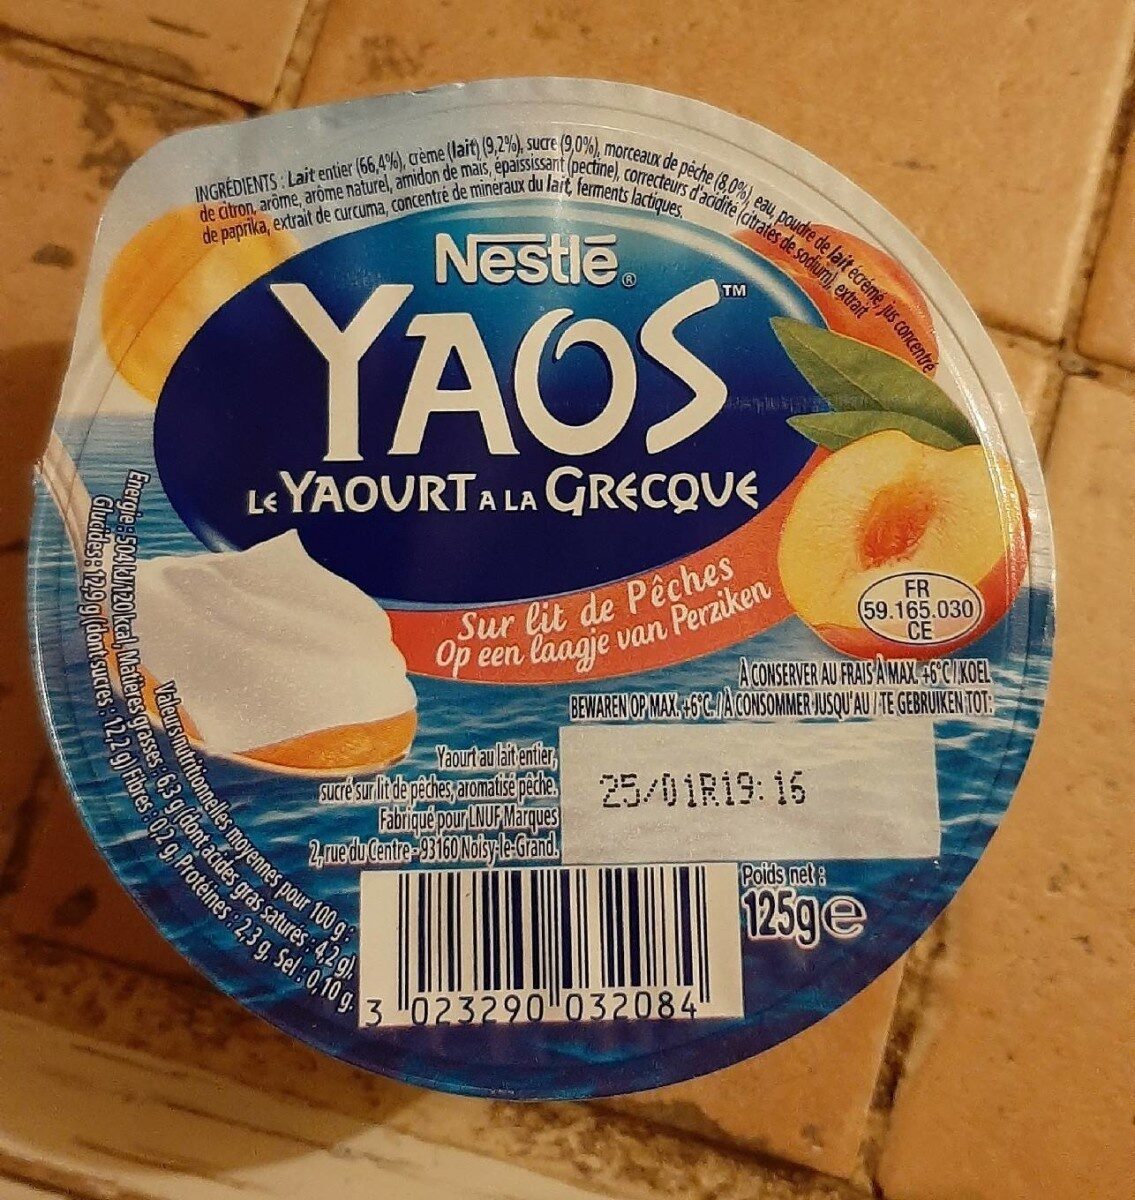 INGRÉDIENTS : Lait entier (66,4%), crème (lait) (9,2%), sucre (9,0%), morceaux de pêche (8,0%), eau, poudre de lait écrémé, jus concentré
de citron, arôme, arôme naturel, amidon de maïs, épaississant (pectine), correcteurs d'acidité (citrates de sodium), extrait
de paprika, extrait de curcuma, concentré de minéraux du lait, ferments lactiques.
Nestlé®
YAOS™
LE YAOURT A LA GRECQUE
Sur lit de Pêches
Op een laagje van Perziken
FR
59.165.030
CE
À CONSERVER AU FRAIS À MAX. +6°C / KOEL
BEWAREN OP MAX. +6°C. / À CONSOMMER JUSQU'AU / TE GEBRUIKEN TOT:
25/01R19:16
Yaourt au lait entier,
sucré sur lit de pêches, aromatisé pêche.
Fabriqué pour LNUF Marques
2, rue du Centre - 93160 Noisy-le-Grand.
Poids net :
125g e
Valeurs nutritionnelles moyennes pour 100 g :
Energie : 504 kJ/120 kcal, Matières grasses : 6,3 g (dont acides gras saturés : 4,2 g),
Glucides : 12,9 g (dont sucres : 12,2 g) Fibres : 0,2 g, Protéines : 2,3 g, Sel : 0,10 g.
3 023290 032084